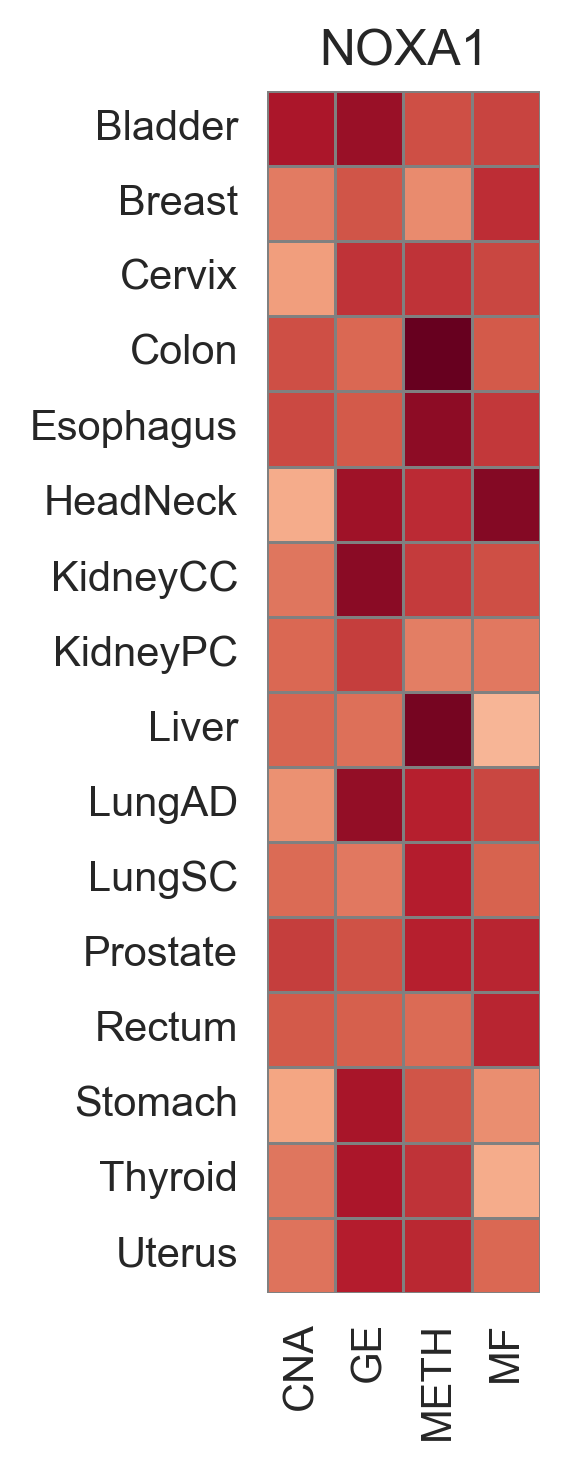 NOXA1
Bladder
Breast
Cervix
Colon
Esophagus
HeadNeck
KidneyCC
KidneyPC
Liver
LungAD
LungSC
Prostate
Rectum
Stomach
Thyroid
Uterus
CNA
GE
METH
MF